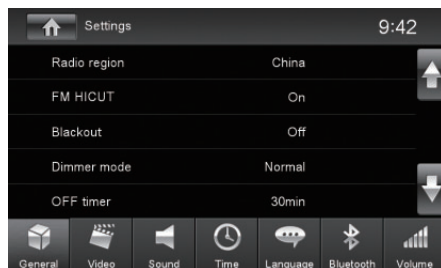 Settings 9:42
Radio region China
FM HICUT On
Blackout Off
Dimmer mode Normal
OFF timer 30min
General Video Sound Time Language Bluetooth Volume